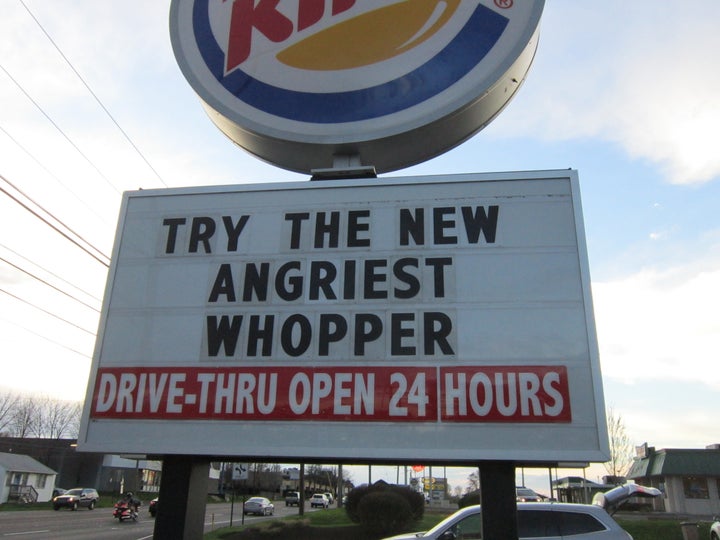 TRY THE NEW
ANGRIEST
WHOPPER
DRIVE-THRU OPEN 24 HOURS